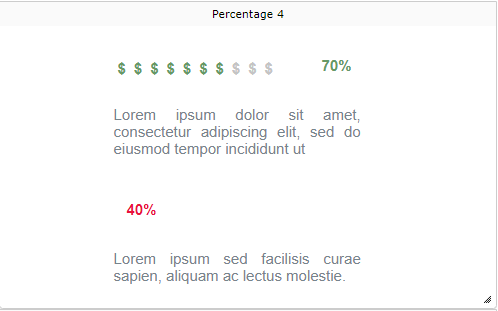 Percentage 4
$ $ $ $ $ $ $ $ $ $ 70%
Lorem ipsum dolor sit amet,
consectetur adipiscing elit, sed do
eiusmod tempor incididunt ut
40%
Lorem ipsum sed facilisis curae
sapien, aliquam ac lectus molestie.